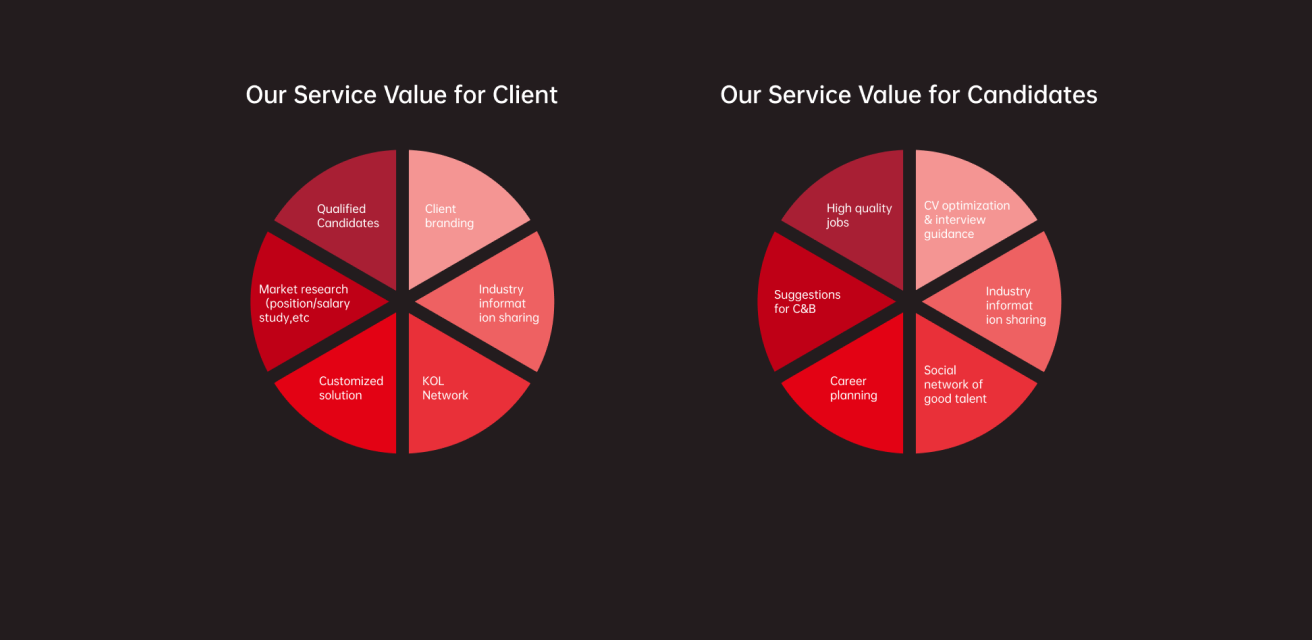 Our Service Value for Client
Qualified
Candidates
Client
branding
Market research
(position/salary
study,etc
Industry
informat
ion sharing
Customized
solution
KOL
Network
Our Service Value for Candidates
High quality
jobs
CV optimization
& interview
guidance
Suggestions
for C&B
Industry
informat
ion sharing
Career
planning
Social
network of
good talent